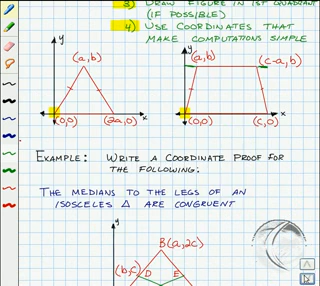 3) DRAW FIGURE IN 1ST QUADRANT
(IF POSSIBLE)
4) USE COORDINATES THAT
MAKE COMPUTATIONS SIMPLE
y
(a,b)
(0,0)
(2a,0)
x
y
(a,b)
(c-a,b)
(0,0)
(c,0)
x
EXAMPLE: WRITE A COORDINATE PROOF FOR
THE FOLLOWING:
THE MEDIANS TO THE LEGS OF AN
ISOSCELES Δ ARE CONGRUENT
y
B(a,2c)
(b,c)
D
E